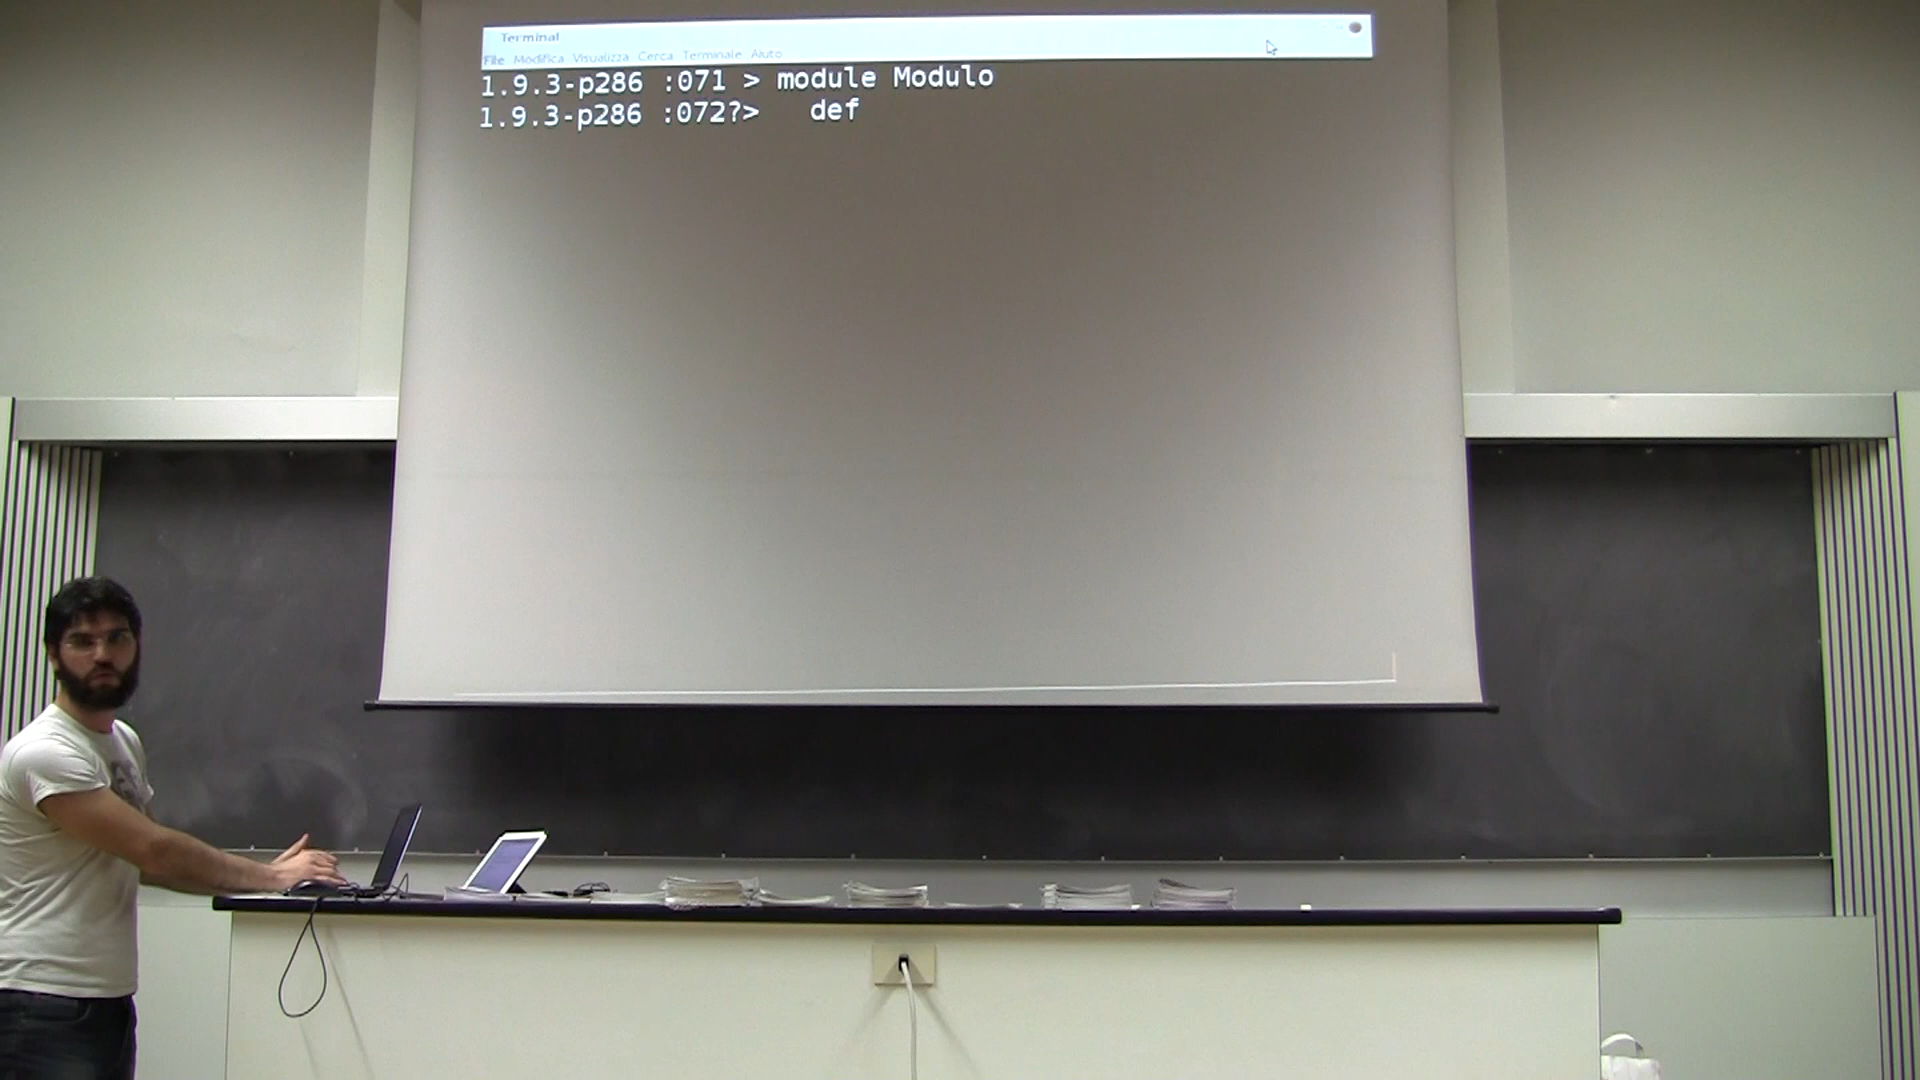 Terminal
File Modifica Visualizza Cerca Terminale Aiuto
1.9.3-p286 :071 > module Modulo
1.9.3-p286 :072?>   def